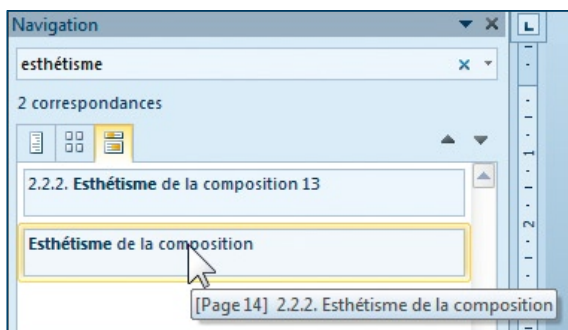 Navigation
esthétisme
2 correspondances
2.2.2. Esthétisme de la composition 13
Esthétisme de la composition
[Page 14] 2.2.2. Esthétisme de la composition
L
1
2